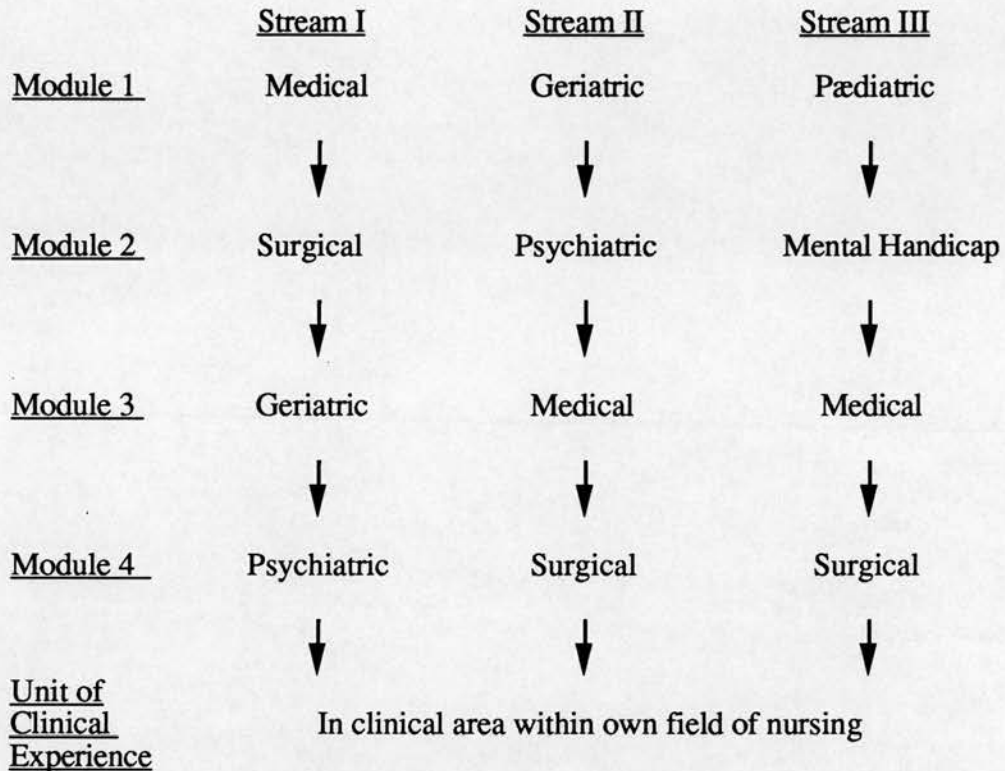 Stream I Stream II Stream III
Module 1 Medical Geriatric Pædiatric
Module 2 Surgical Psychiatric Mental Handicap
Module 3 Geriatric Medical Medical
Module 4 Psychiatric Surgical Surgical
Unit of
Clinical In clinical area within own field of nursing
Experience